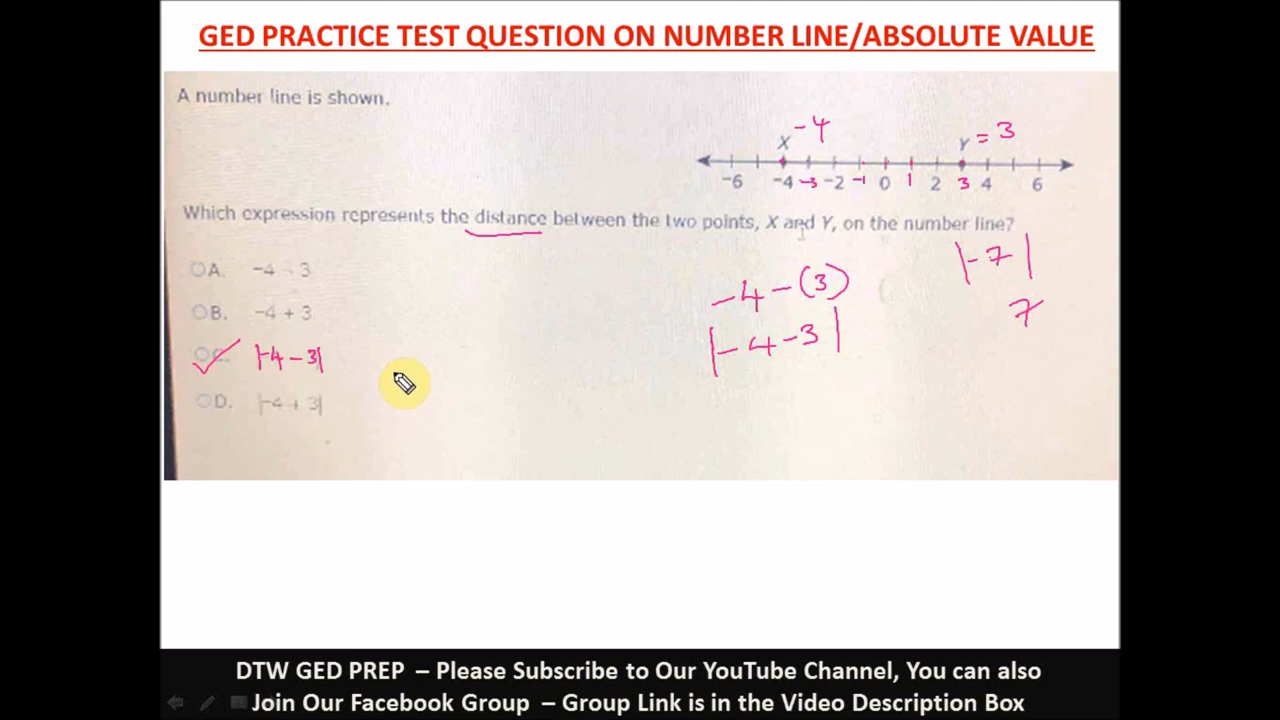 GED PRACTICE TEST QUESTION ON NUMBER LINE/ABSOLUTE VALUE
A number line is shown.
X -4 Y = 3
-6 -4 -3 -2 -1 0 1 2 3 4 6
Which expression represents the distance between the two points, X and Y, on the number line?
A. -4 - 3
B. -4 + 3
C. |-4 - 3|
D. |-4 + 3|
-4 - (3)
|-4 - 3|
|-7|
7
DTW GED PREP – Please Subscribe to Our YouTube Channel, You can also
Join Our Facebook Group – Group Link is in the Video Description Box